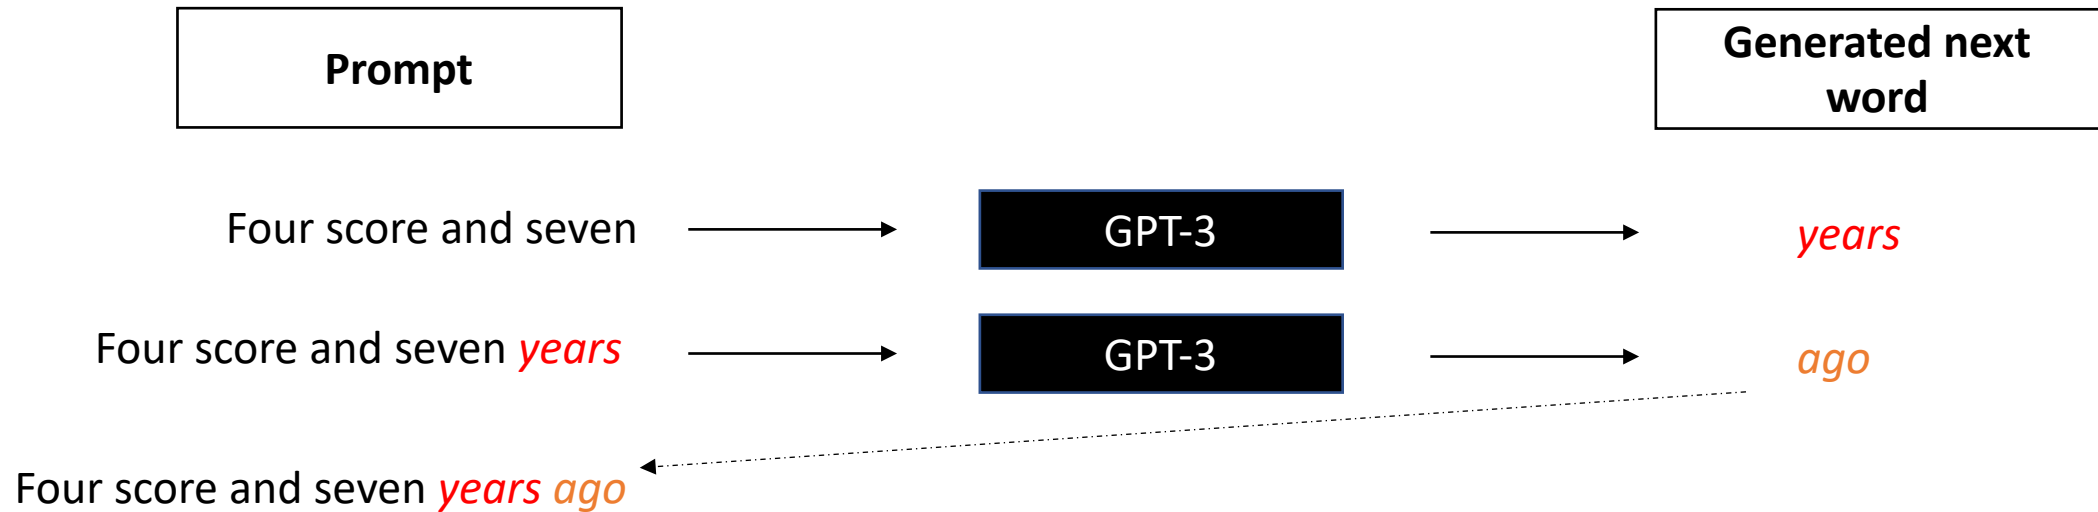 Prompt
Generated next
word
Four score and seven
GPT-3
years
Four score and seven years
GPT-3
ago
Four score and seven years ago